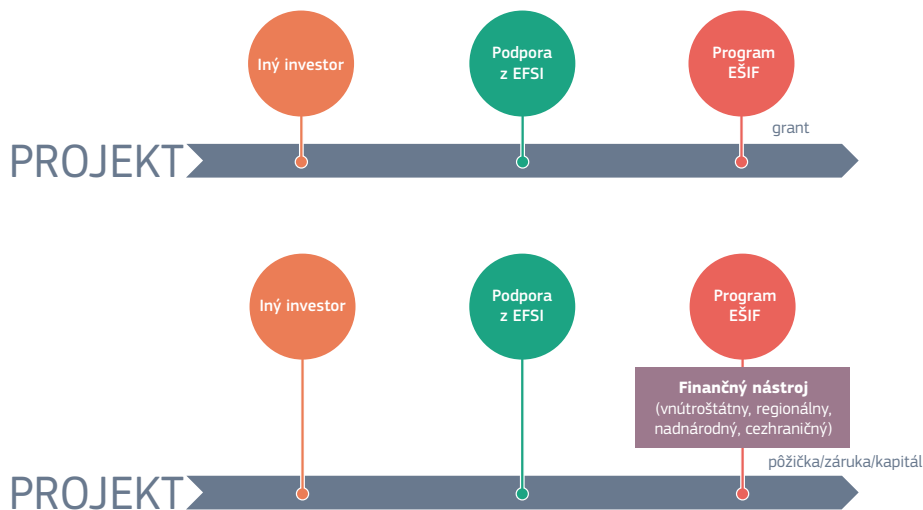 Iný investor
Podpora
z EFSI
Program
EŠIF
grant
PROJEKT
Iný investor
Podpora
z EFSI
Program
EŠIF
Finančný nástroj
(vnútroštátny, regionálny,
nadnárodný, cezhraničný)
pôžička/záruka/kapitál
PROJEKT